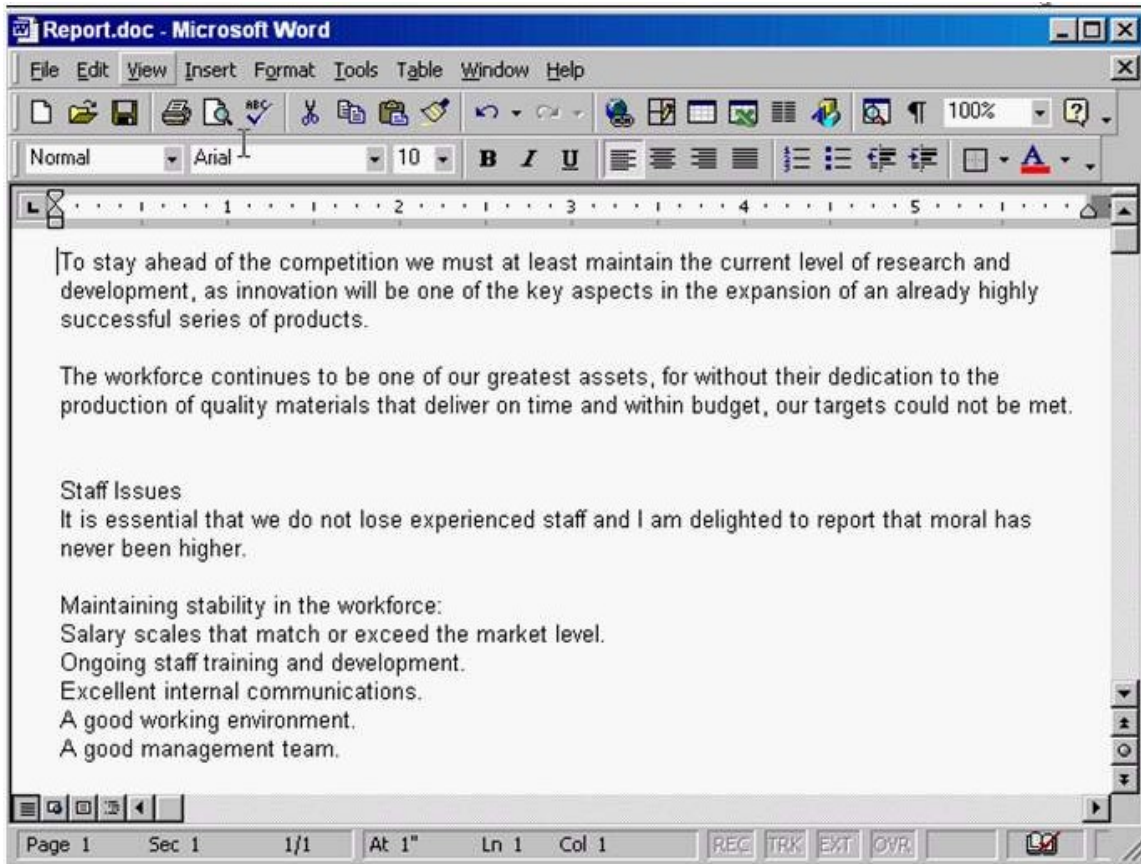 Report.doc - Microsoft Word
File Edit View Insert Format Tools Table Window Help
ABC 100%
Normal Arial 10 B I U A
1 2 3 4 5
To stay ahead of the competition we must at least maintain the current level of research and
development, as innovation will be one of the key aspects in the expansion of an already highly
successful series of products.
The workforce continues to be one of our greatest assets, for without their dedication to the
production of quality materials that deliver on time and within budget, our targets could not be met.
Staff Issues
It is essential that we do not lose experienced staff and I am delighted to report that moral has
never been higher.
Maintaining stability in the workforce:
Salary scales that match or exceed the market level.
Ongoing staff training and development.
Excellent internal communications.
A good working environment.
A good management team.
Page 1 Sec 1 1/1 At 1" Ln 1 Col 1 REC TRK EXT OVR